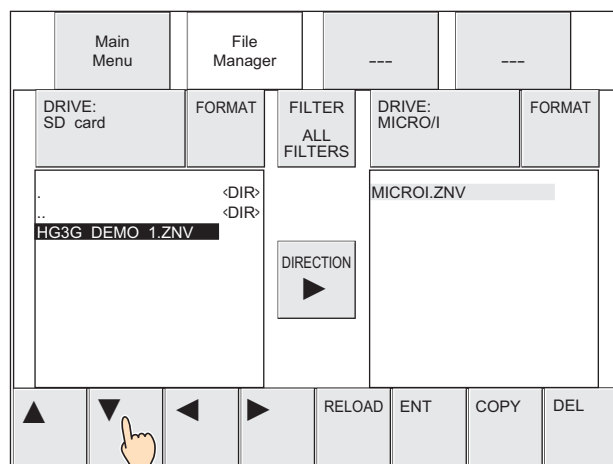 Main
Menu
File
Manager
---
---
DRIVE:
SD card
FORMAT
FILTER
ALL
FILTERS
DRIVE:
MICRO/I
FORMAT
. <DIR>
.. <DIR>
HG3G DEMO 1.ZNV
MICROI.ZNV
DIRECTION
RELOAD
ENT
COPY
DEL